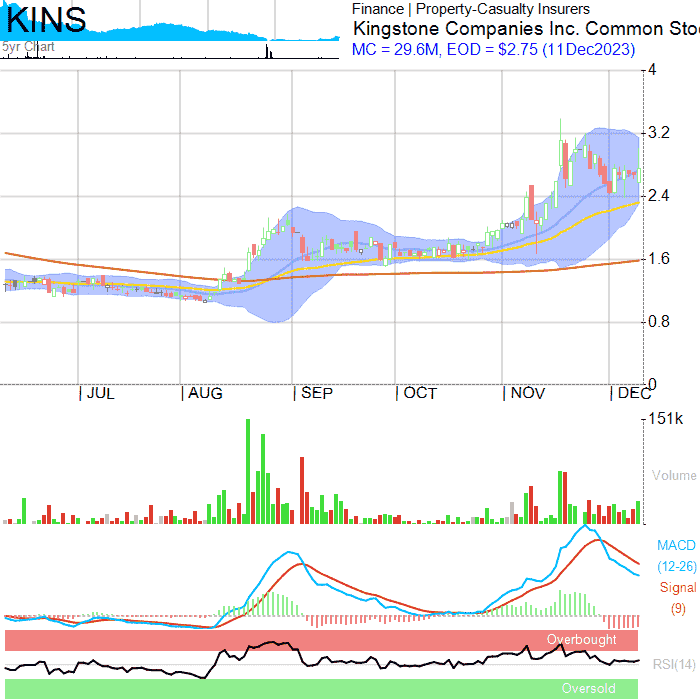 KINS
5yr Chart
Finance | Property-Casualty Insurers
Kingstone Companies Inc. Common Sto
MC = 29.6M, EOD = $2.75 (11Dec2023)
4
3.2
2.4
1.6
0.8
0
| JUL | AUG | SEP | OCT | NOV | DEC
151k
Volume
MACD
(12-26)
Signal
(9)
Overbought
RSI(14)
Oversold